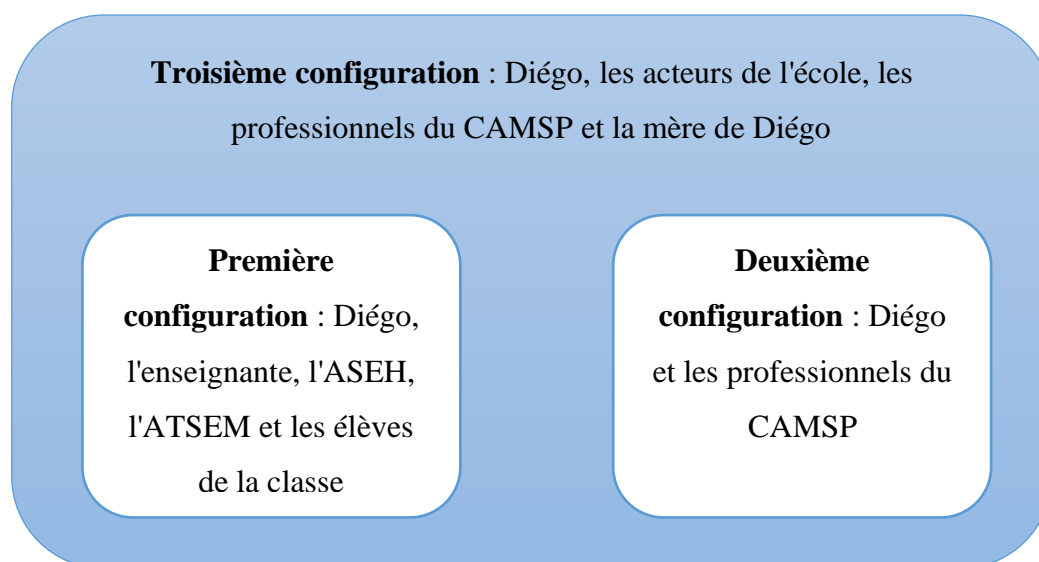 Troisième configuration : Diégo, les acteurs de l'école, les
professionnels du CAMSP et la mère de Diégo
Première
configuration : Diégo,
l'enseignante, l'ASEH,
l'ATSEM et les élèves
de la classe
Deuxième
configuration : Diégo
et les professionnels du
CAMSP